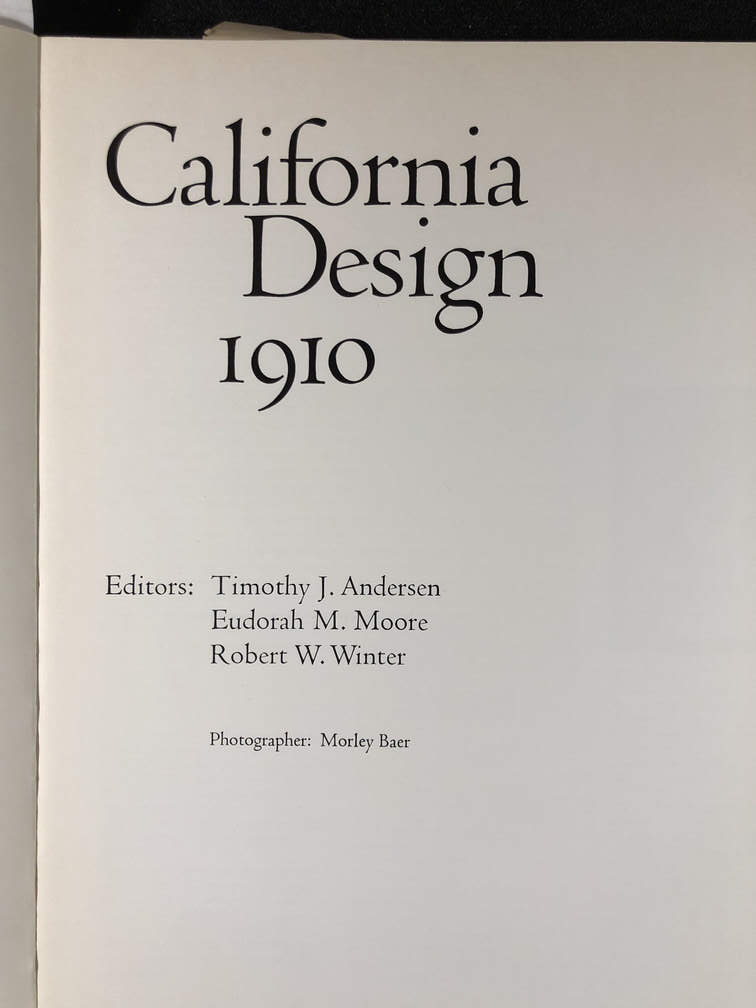 California
Design
1910
Editors: Timothy J. Andersen
Eudorah M. Moore
Robert W. Winter
Photographer: Morley Baer